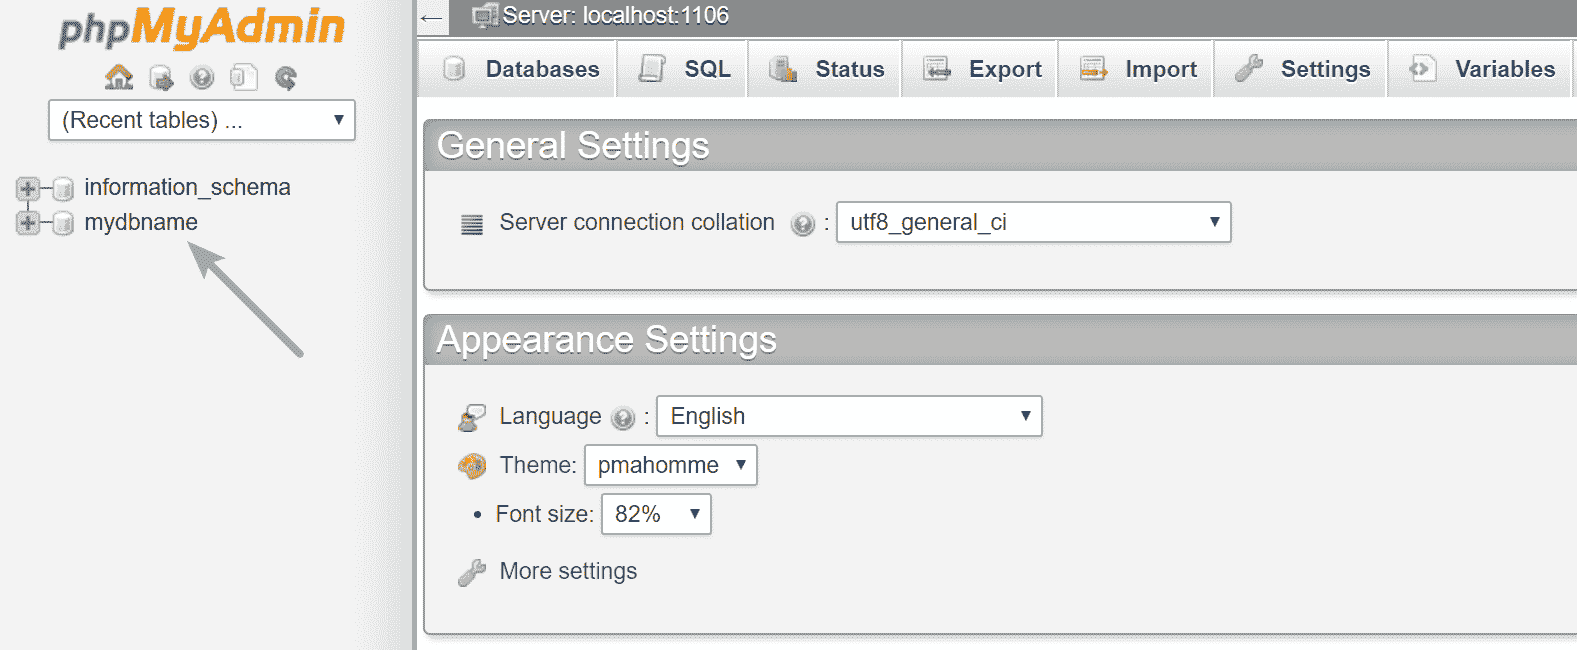 phpMyAdmin
(Recent tables) ...
information_schema
mydbname
Server: localhost:1106
Databases SQL Status Export Import Settings Variables
General Settings
Server connection collation : utf8_general_ci
Appearance Settings
Language : English
Theme: pmahomme
• Font size: 82%
More settings